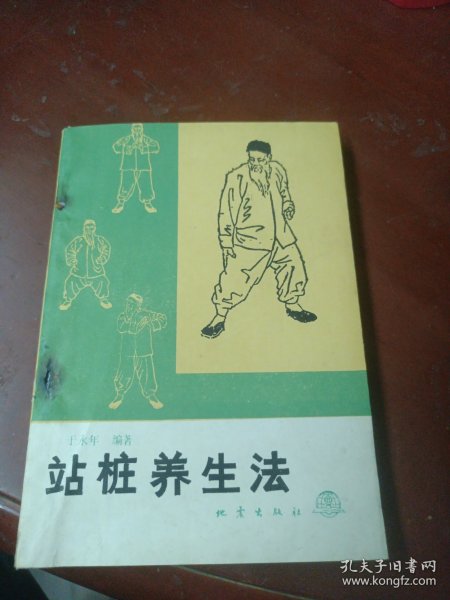 于永年 编著
站桩养生法
地震出版社
孔夫子旧书网
www.kongfz.com